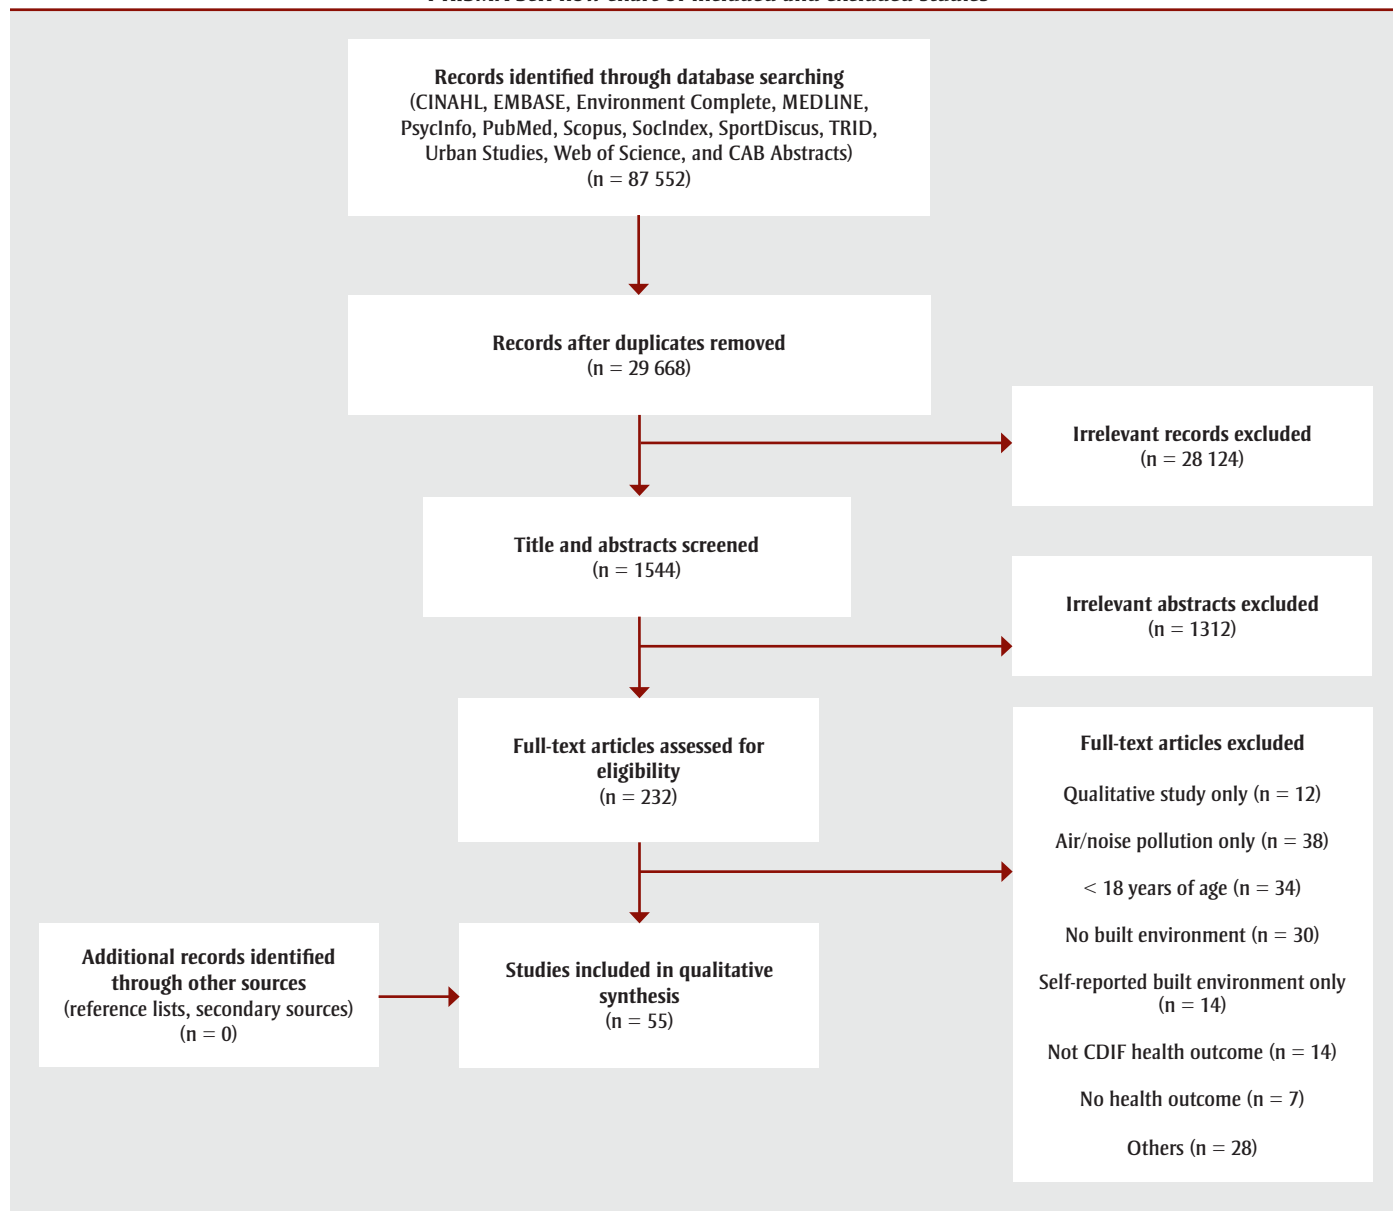 Records identified through database searching
(CINAHL, EMBASE, Environment Complete, MEDLINE,
PsycInfo, PubMed, Scopus, SocIndex, SportDiscus, TRID,
Urban Studies, Web of Science, and CAB Abstracts)
(n = 87 552)
Records after duplicates removed
(n = 29 668)
Irrelevant records excluded
(n = 28 124)
Title and abstracts screened
(n = 1544)
Irrelevant abstracts excluded
(n = 1312)
Full-text articles assessed for
eligibility
(n = 232)
Full-text articles excluded
Qualitative study only (n = 12)
Air/noise pollution only (n = 38)
< 18 years of age (n = 34)
No built environment (n = 30)
Self-reported built environment only
(n = 14)
Not CDIF health outcome (n = 14)
No health outcome (n = 7)
Others (n = 28)
Additional records identified
through other sources
(reference lists, secondary sources)
(n = 0)
Studies included in qualitative
synthesis
(n = 55)